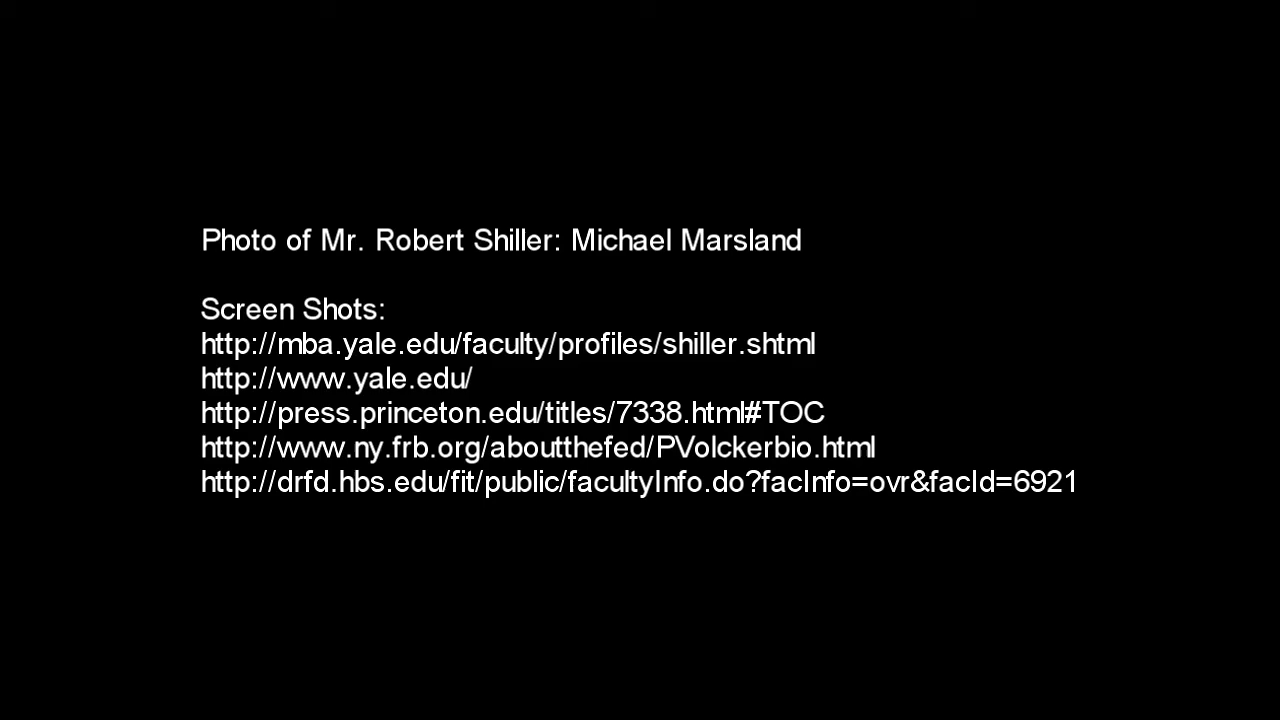 Photo of Mr. Robert Shiller: Michael Marsland
Screen Shots:
http://mba.yale.edu/faculty/profiles/shiller.shtml
http://www.yale.edu/
http://press.princeton.edu/titles/7338.html#TOC
http://www.ny.frb.org/aboutthefed/PVolckerbio.html
http://drfd.hbs.edu/fit/public/facultyInfo.do?facInfo=ovr&facId=6921